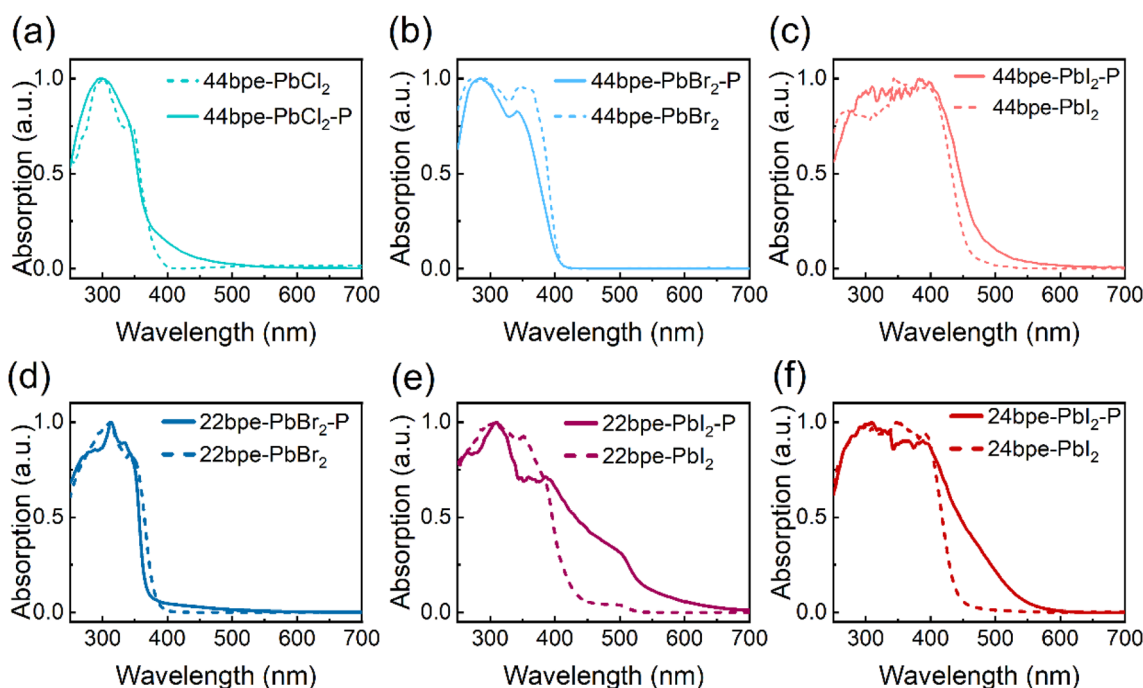 (a)
44bpe-PbCl₂
44bpe-PbCl₂-P
Absorption (a.u.)
1.0
0.5
0.0
300 400 500 600 700
Wavelength (nm)
(b)
44bpe-PbBr₂-P
44bpe-PbBr₂
Absorption (a.u.)
1.0
0.5
0.0
300 400 500 600 700
Wavelength (nm)
(c)
44bpe-PbI₂-P
44bpe-PbI₂
Absorption (a.u.)
1.0
0.5
0.0
300 400 500 600 700
Wavelength (nm)
(d)
22bpe-PbBr₂-P
22bpe-PbBr₂
Absorption (a.u.)
1.0
0.5
0.0
300 400 500 600 700
Wavelength (nm)
(e)
22bpe-PbI₂-P
22bpe-PbI₂
Absorption (a.u.)
1.0
0.5
0.0
300 400 500 600 700
Wavelength (nm)
(f)
24bpe-PbI₂-P
24bpe-PbI₂
Absorption (a.u.)
1.0
0.5
0.0
300 400 500 600 700
Wavelength (nm)